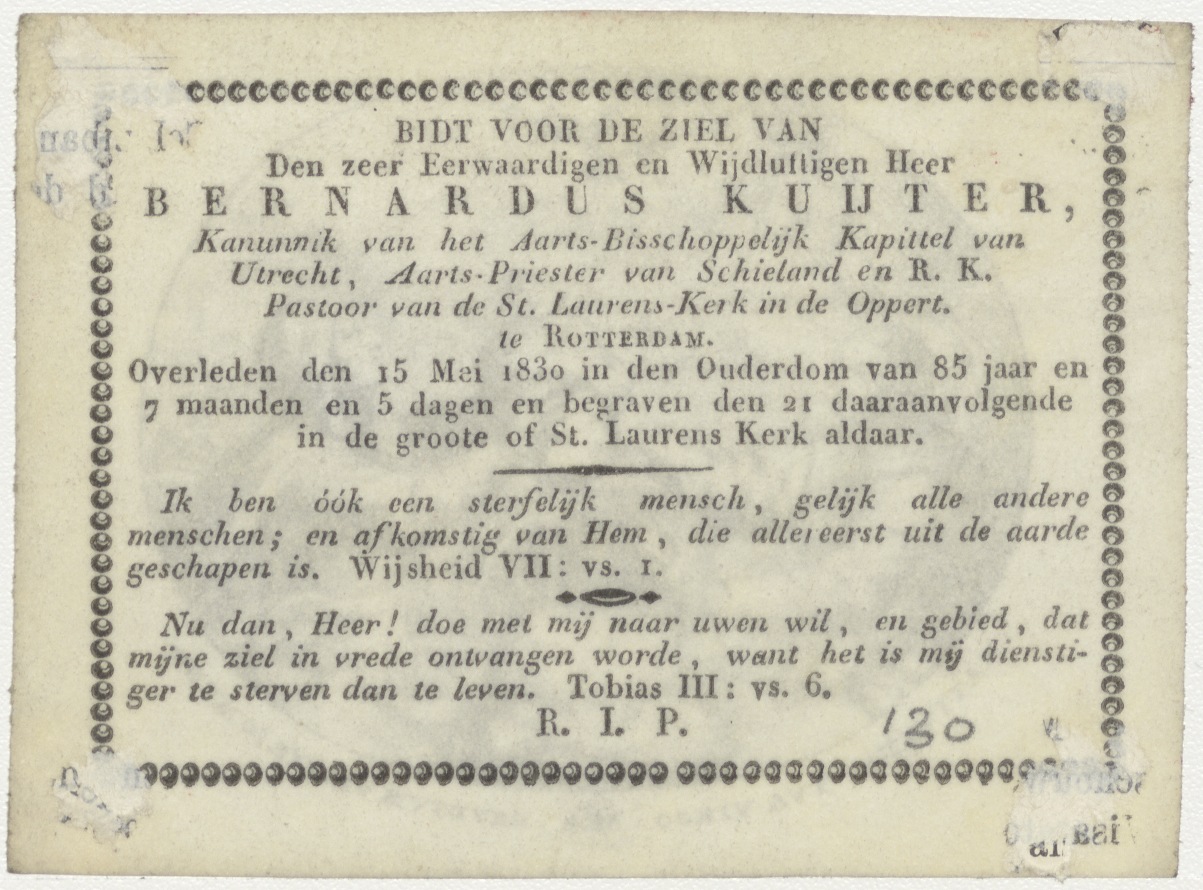 BIDT VOOR DE ZIEL VAN
Den zeer Eerwaardigen en Wijdluftigen Heer
BERNARDUS KUIJTER,
Kanunnik van het Aarts-Bisschoppelijk Kapittel van
Utrecht, Aarts-Priester van Schieland en R. K.
Pastoor van de St. Laurens-Kerk in de Oppert.
te ROTTERDAM.
Overleden den 15 Mei 1830 in den Ouderdom van 85 jaar en
7 maanden en 5 dagen en begraven den 21 daaraanvolgende
in de groote of St. Laurens Kerk aldaar.
Ik ben óók een sterfelijk mensch, gelijk alle andere
menschen; en afkomstig van Hem, die allereerst uit de aarde
geschapen is. Wijsheid VII: vs. 1.
Nu dan, Heer! doe met mij naar uwen wil, en gebied, dat
mijne ziel in vrede ontvangen worde, want het is mij diensti-
ger te sterven dan te leven. Tobias III: vs. 6.
R. I. P.
130